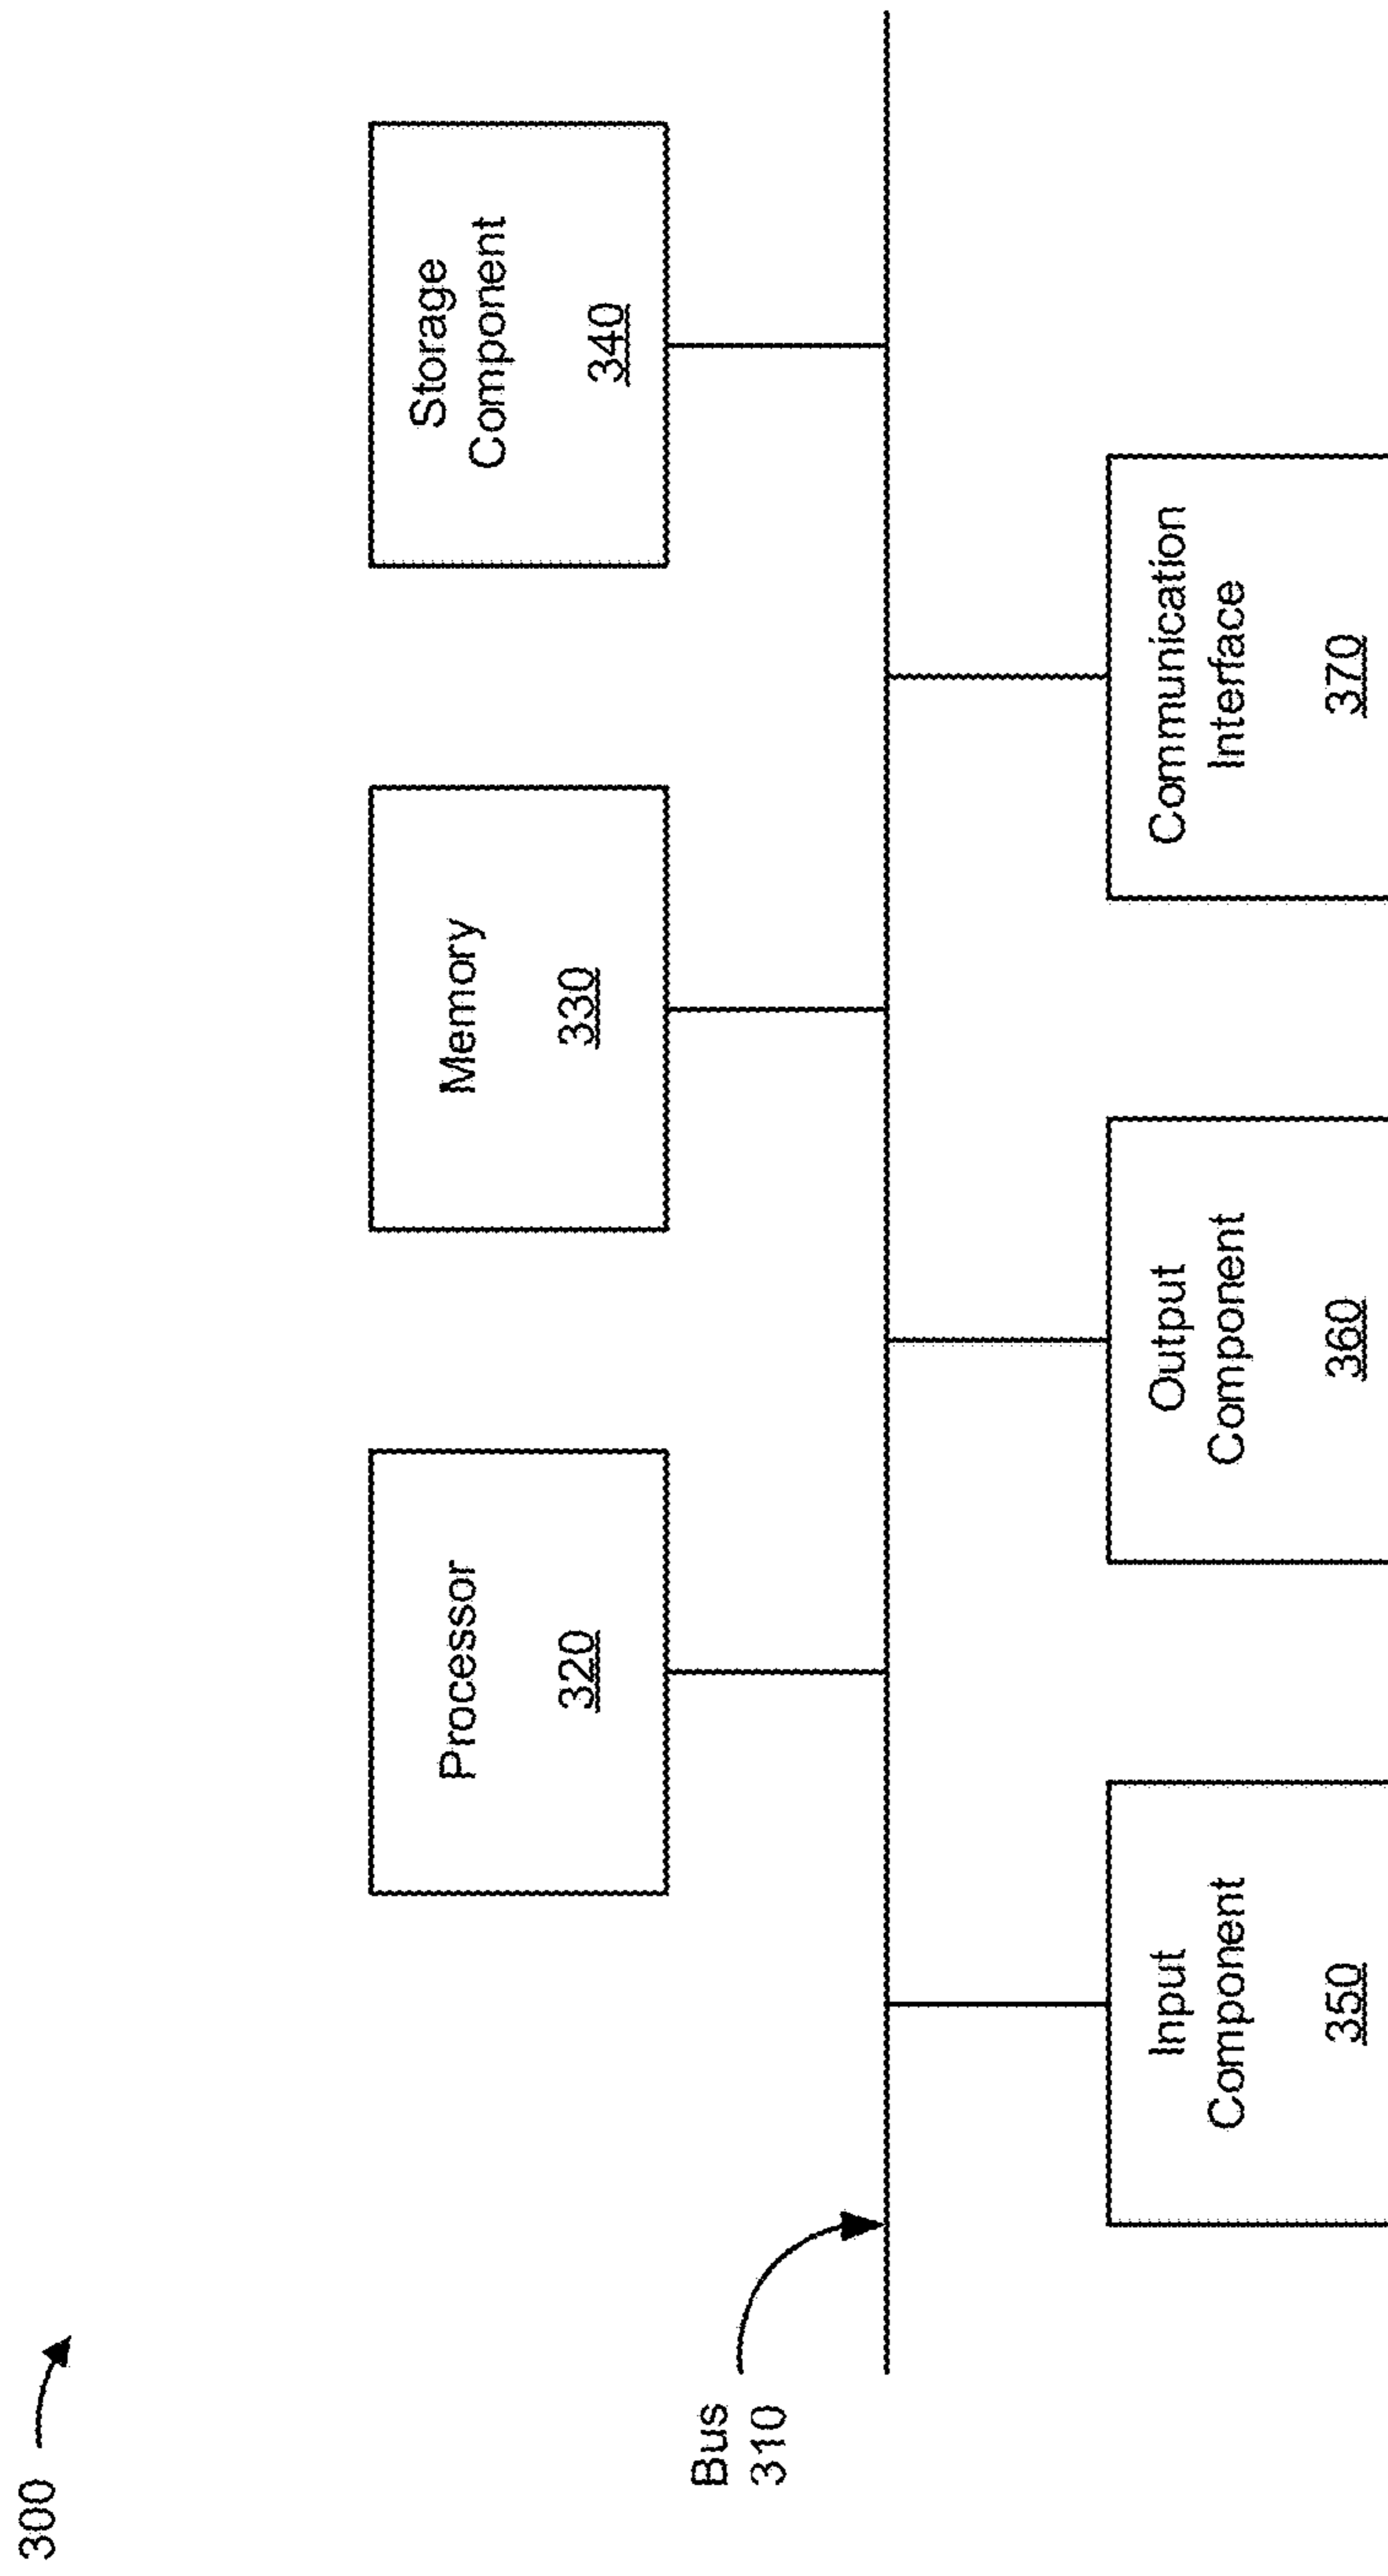 300
Processor
320
Memory
330
Storage
Component
340
Bus
310
Input
Component
350
Output
Component
360
Communication
Interface
370